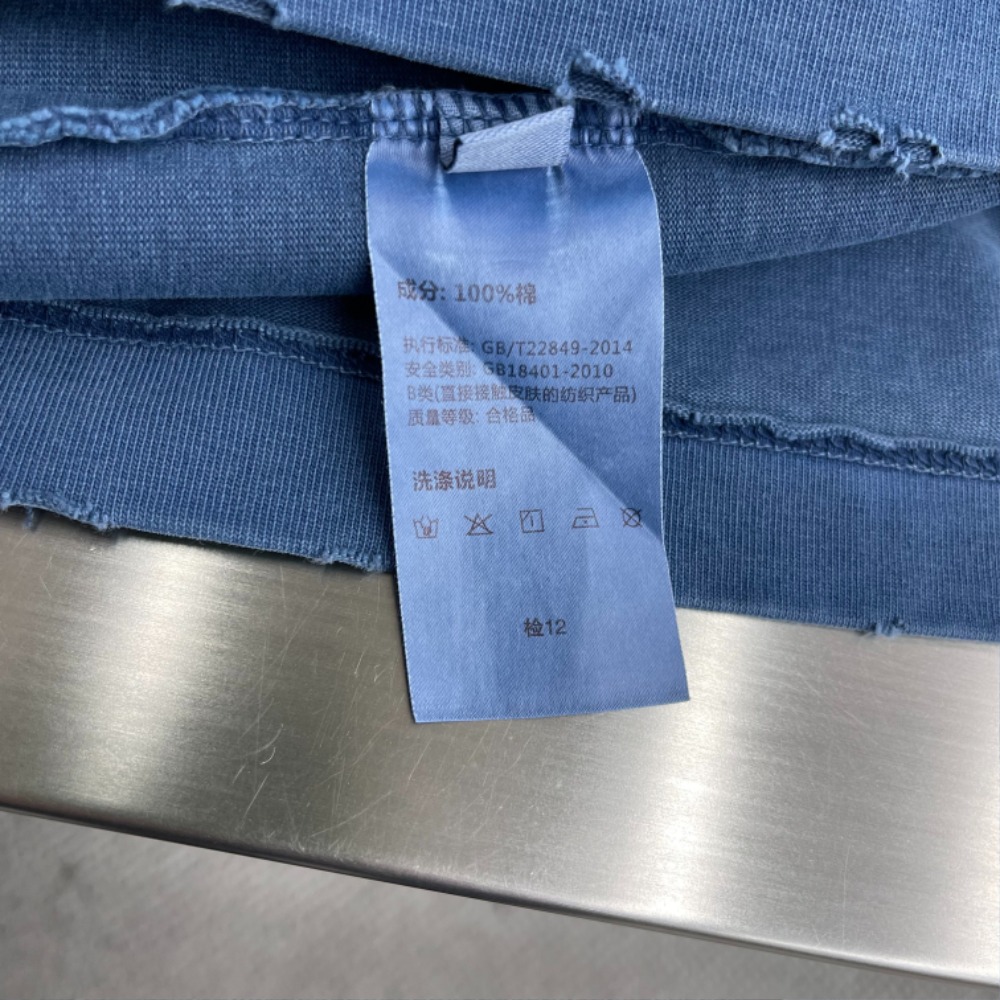 成分: 100%棉
执行标准: GB/T22849-2014
安全类别: GB18401-2010
B类(直接接触皮肤的纺织产品)
质量等级: 合格品
洗涤说明
检12